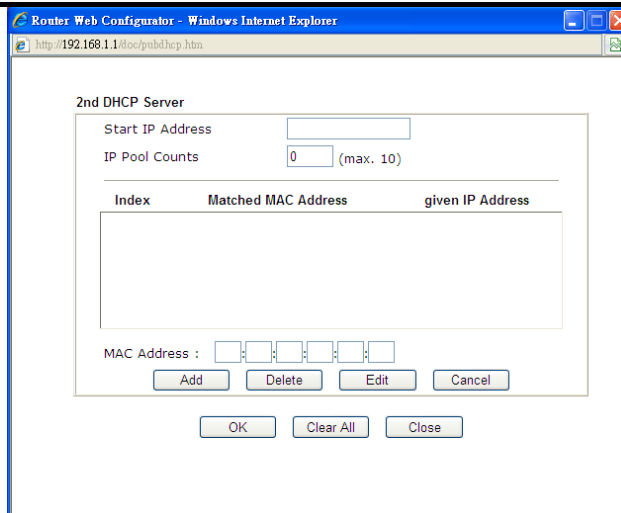 Router Web Configurator - Windows Internet Explorer
http://192.168.1.1/doc/pubdhcp.htm
2nd DHCP Server
Start IP Address
IP Pool Counts 0 (max. 10)
Index Matched MAC Address given IP Address
MAC Address : : : : : :
Add Delete Edit Cancel
OK Clear All Close